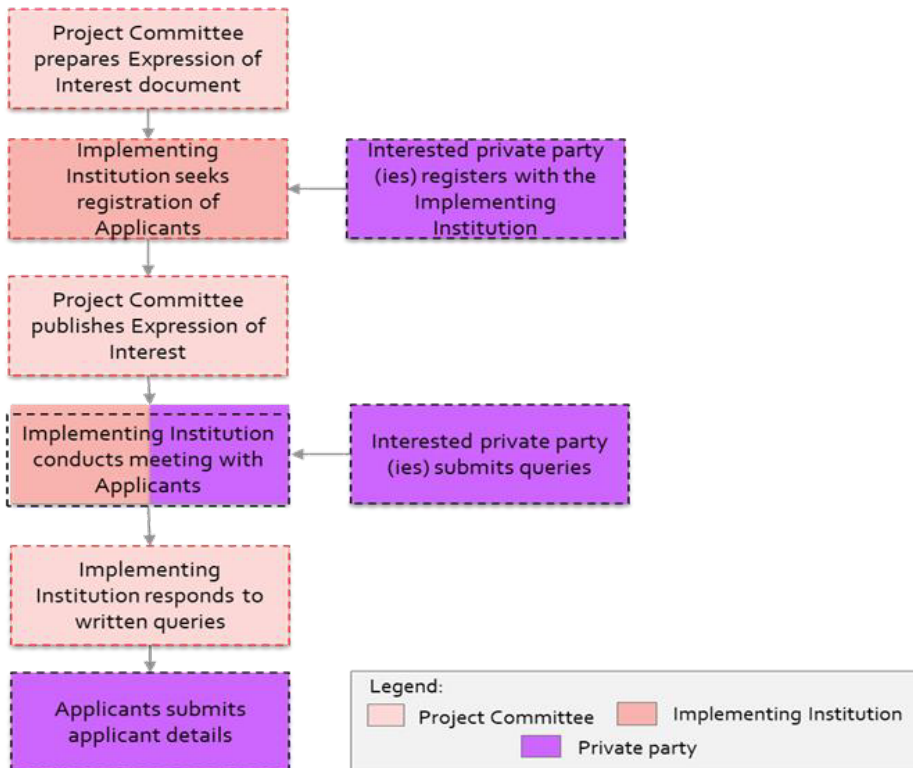 Project Committee
prepares Expression of
Interest document
Implementing
Institution seeks
registration of
Applicants
Interested private party
(ies) registers with the
Implementing
Institution
Project Committee
publishes Expression of
Interest
Implementing Institution
conducts meeting with
Applicants
Interested private party
(ies) submits queries
Implementing
Institution responds to
written queries
Applicants submits
applicant details
Legend:
Project Committee
Implementing Institution
Private party